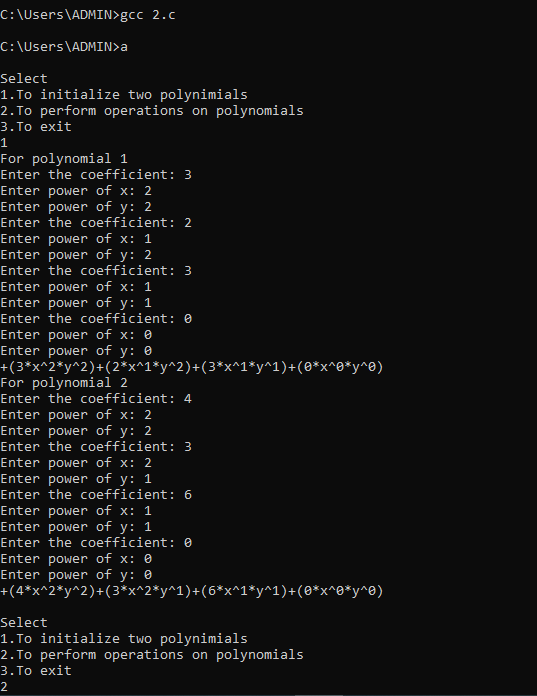 C:\Users\ADMIN>gcc 2.c
C:\Users\ADMIN>a
Select
1.To initialize two polynimials
2.To perform operations on polynomials
3.To exit
1
For polynomial 1
Enter the coefficient: 3
Enter power of x: 2
Enter power of y: 2
Enter the coefficient: 2
Enter power of x: 1
Enter power of y: 2
Enter the coefficient: 3
Enter power of x: 1
Enter power of y: 1
Enter the coefficient: 0
Enter power of x: 0
Enter power of y: 0
+(3*x^2*y^2)+(2*x^1*y^2)+(3*x^1*y^1)+(0*x^0*y^0)
For polynomial 2
Enter the coefficient: 4
Enter power of x: 2
Enter power of y: 2
Enter the coefficient: 3
Enter power of x: 2
Enter power of y: 1
Enter the coefficient: 6
Enter power of x: 1
Enter power of y: 1
Enter the coefficient: 0
Enter power of x: 0
Enter power of y: 0
+(4*x^2*y^2)+(3*x^2*y^1)+(6*x^1*y^1)+(0*x^0*y^0)
Select
1.To initialize two polynimials
2.To perform operations on polynomials
3.To exit
2